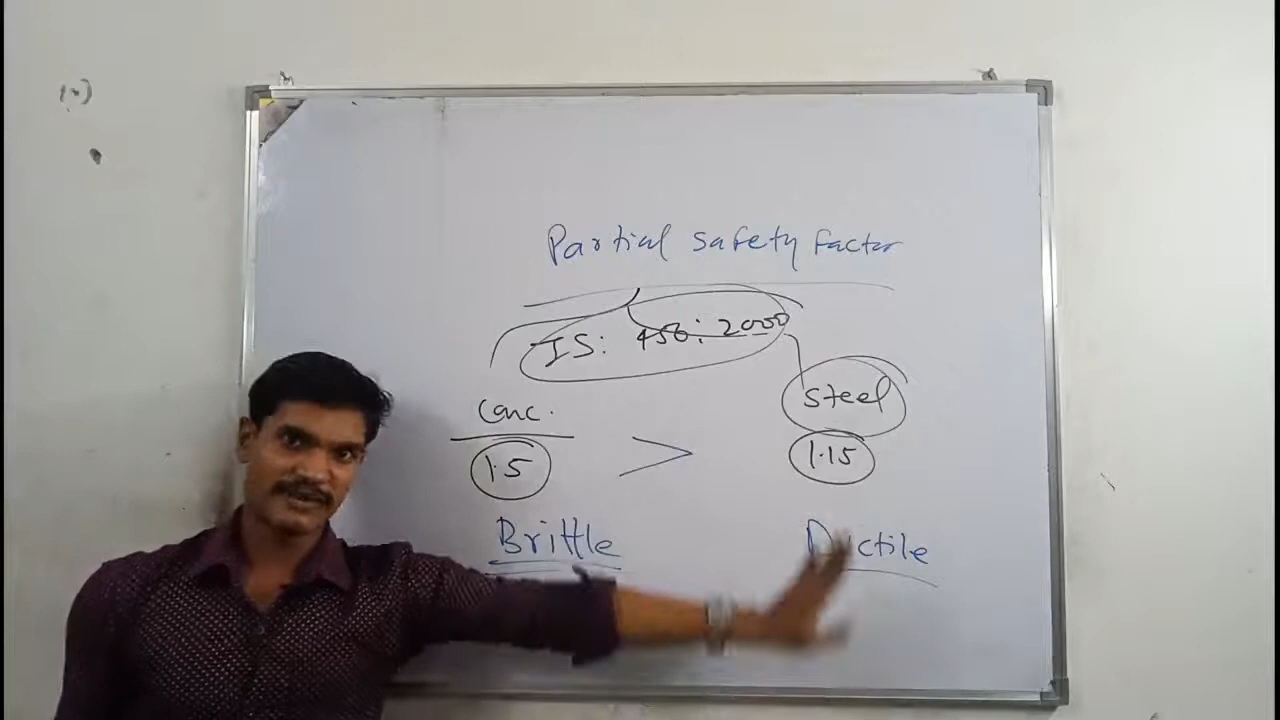 Partial safety factor
IS: 456: 2000
Conc. steel
1.5 > 1.15
Brittle Ductile